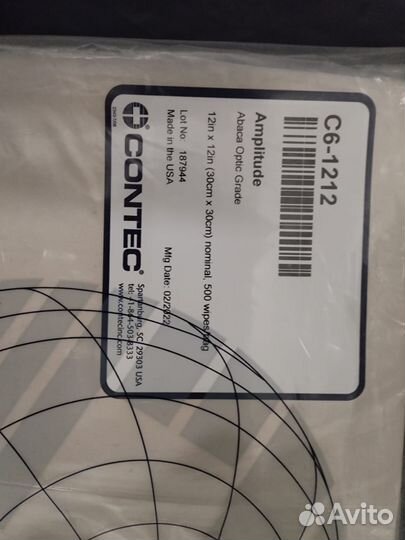 C6-1212
Amplitude
Abaca Optic Grade
12in x 12in (30cm x 30cm) nominal, 500 wipes/bag
Lot No: 187944
Made in the USA
Mfg Date: 02/2022
CONTEC
Spartanburg, SC 29303 USA
tel: +1-864-503-8333
www.contecinc.com
Avito